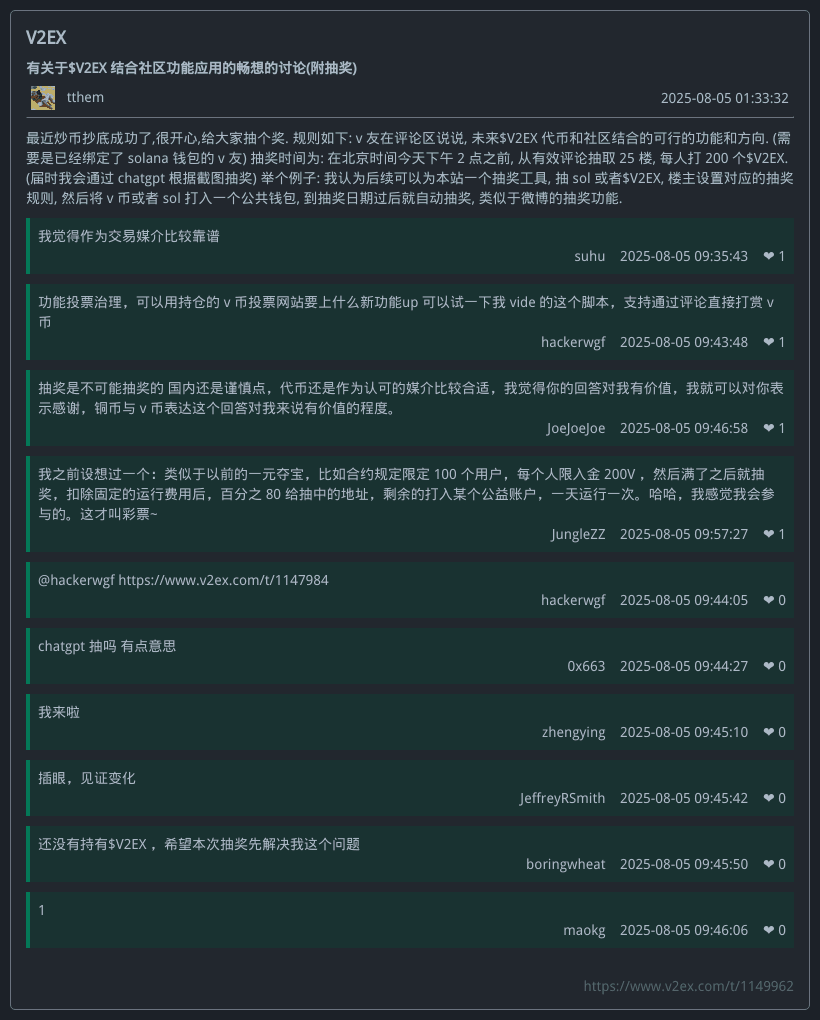 V2EX
有关于$V2EX 结合社区功能应用的畅想的讨论(附抽奖)
tthem 2025-08-05 01:33:32
最近炒币抄底成功了,很开心,给大家抽个奖. 规则如下: v 友在评论区说说, 未来$V2EX 代币和社区结合的可行的功能和方向. (需
要是已经绑定了 solana 钱包的 v 友) 抽奖时间为: 在北京时间今天下午 2 点之前, 从有效评论抽取 25 楼, 每人打 200 个$V2EX.
(届时我会通过 chatgpt 根据截图抽奖) 举个例子: 我认为后续可以为本站一个抽奖工具, 抽 sol 或者$V2EX, 楼主设置对应的抽奖
规则, 然后将 v 币或者 sol 打入一个公共钱包, 到抽奖日期过后就自动抽奖, 类似于微博的抽奖功能.
我觉得作为交易媒介比较靠谱
suhu 2025-08-05 09:35:43 ❤ 1
功能投票治理，可以用持仓的 v 币投票网站要上什么新功能up 可以试一下我 vide 的这个脚本，支持通过评论直接打赏 v
币
hackerwgf 2025-08-05 09:43:48 ❤ 1
抽奖是不可能抽奖的 国内还是谨慎点，代币还是作为认可的媒介比较合适，我觉得你的回答对我有价值，我就可以对你表
示感谢，铜币与 v 币表达这个回答对我来说有价值的程度。
JoeJoeJoe 2025-08-05 09:46:58 ❤ 1
我之前设想过一个：类似于以前的一元夺宝，比如合约规定限定 100 个用户，每个人限入金 200V ，然后满了之后就抽
奖，扣除固定的运行费用后，百分之 80 给抽中的地址，剩余的打入某个公益账户，一天运行一次。哈哈，我感觉我会参
与的。这才叫彩票~
JungleZZ 2025-08-05 09:57:27 ❤ 1
@hackerwgf https://www.v2ex.com/t/1147984
hackerwgf 2025-08-05 09:44:05 ❤ 0
chatgpt 抽吗 有点意思
0x663 2025-08-05 09:44:27 ❤ 0
我来啦
zhengying 2025-08-05 09:45:10 ❤ 0
插眼，见证变化
JeffreyRSmith 2025-08-05 09:45:42 ❤ 0
还没有持有$V2EX ，希望本次抽奖先解决我这个问题
boringwheat 2025-08-05 09:45:50 ❤ 0
1
maokg 2025-08-05 09:46:06 ❤ 0
https://www.v2ex.com/t/1149962